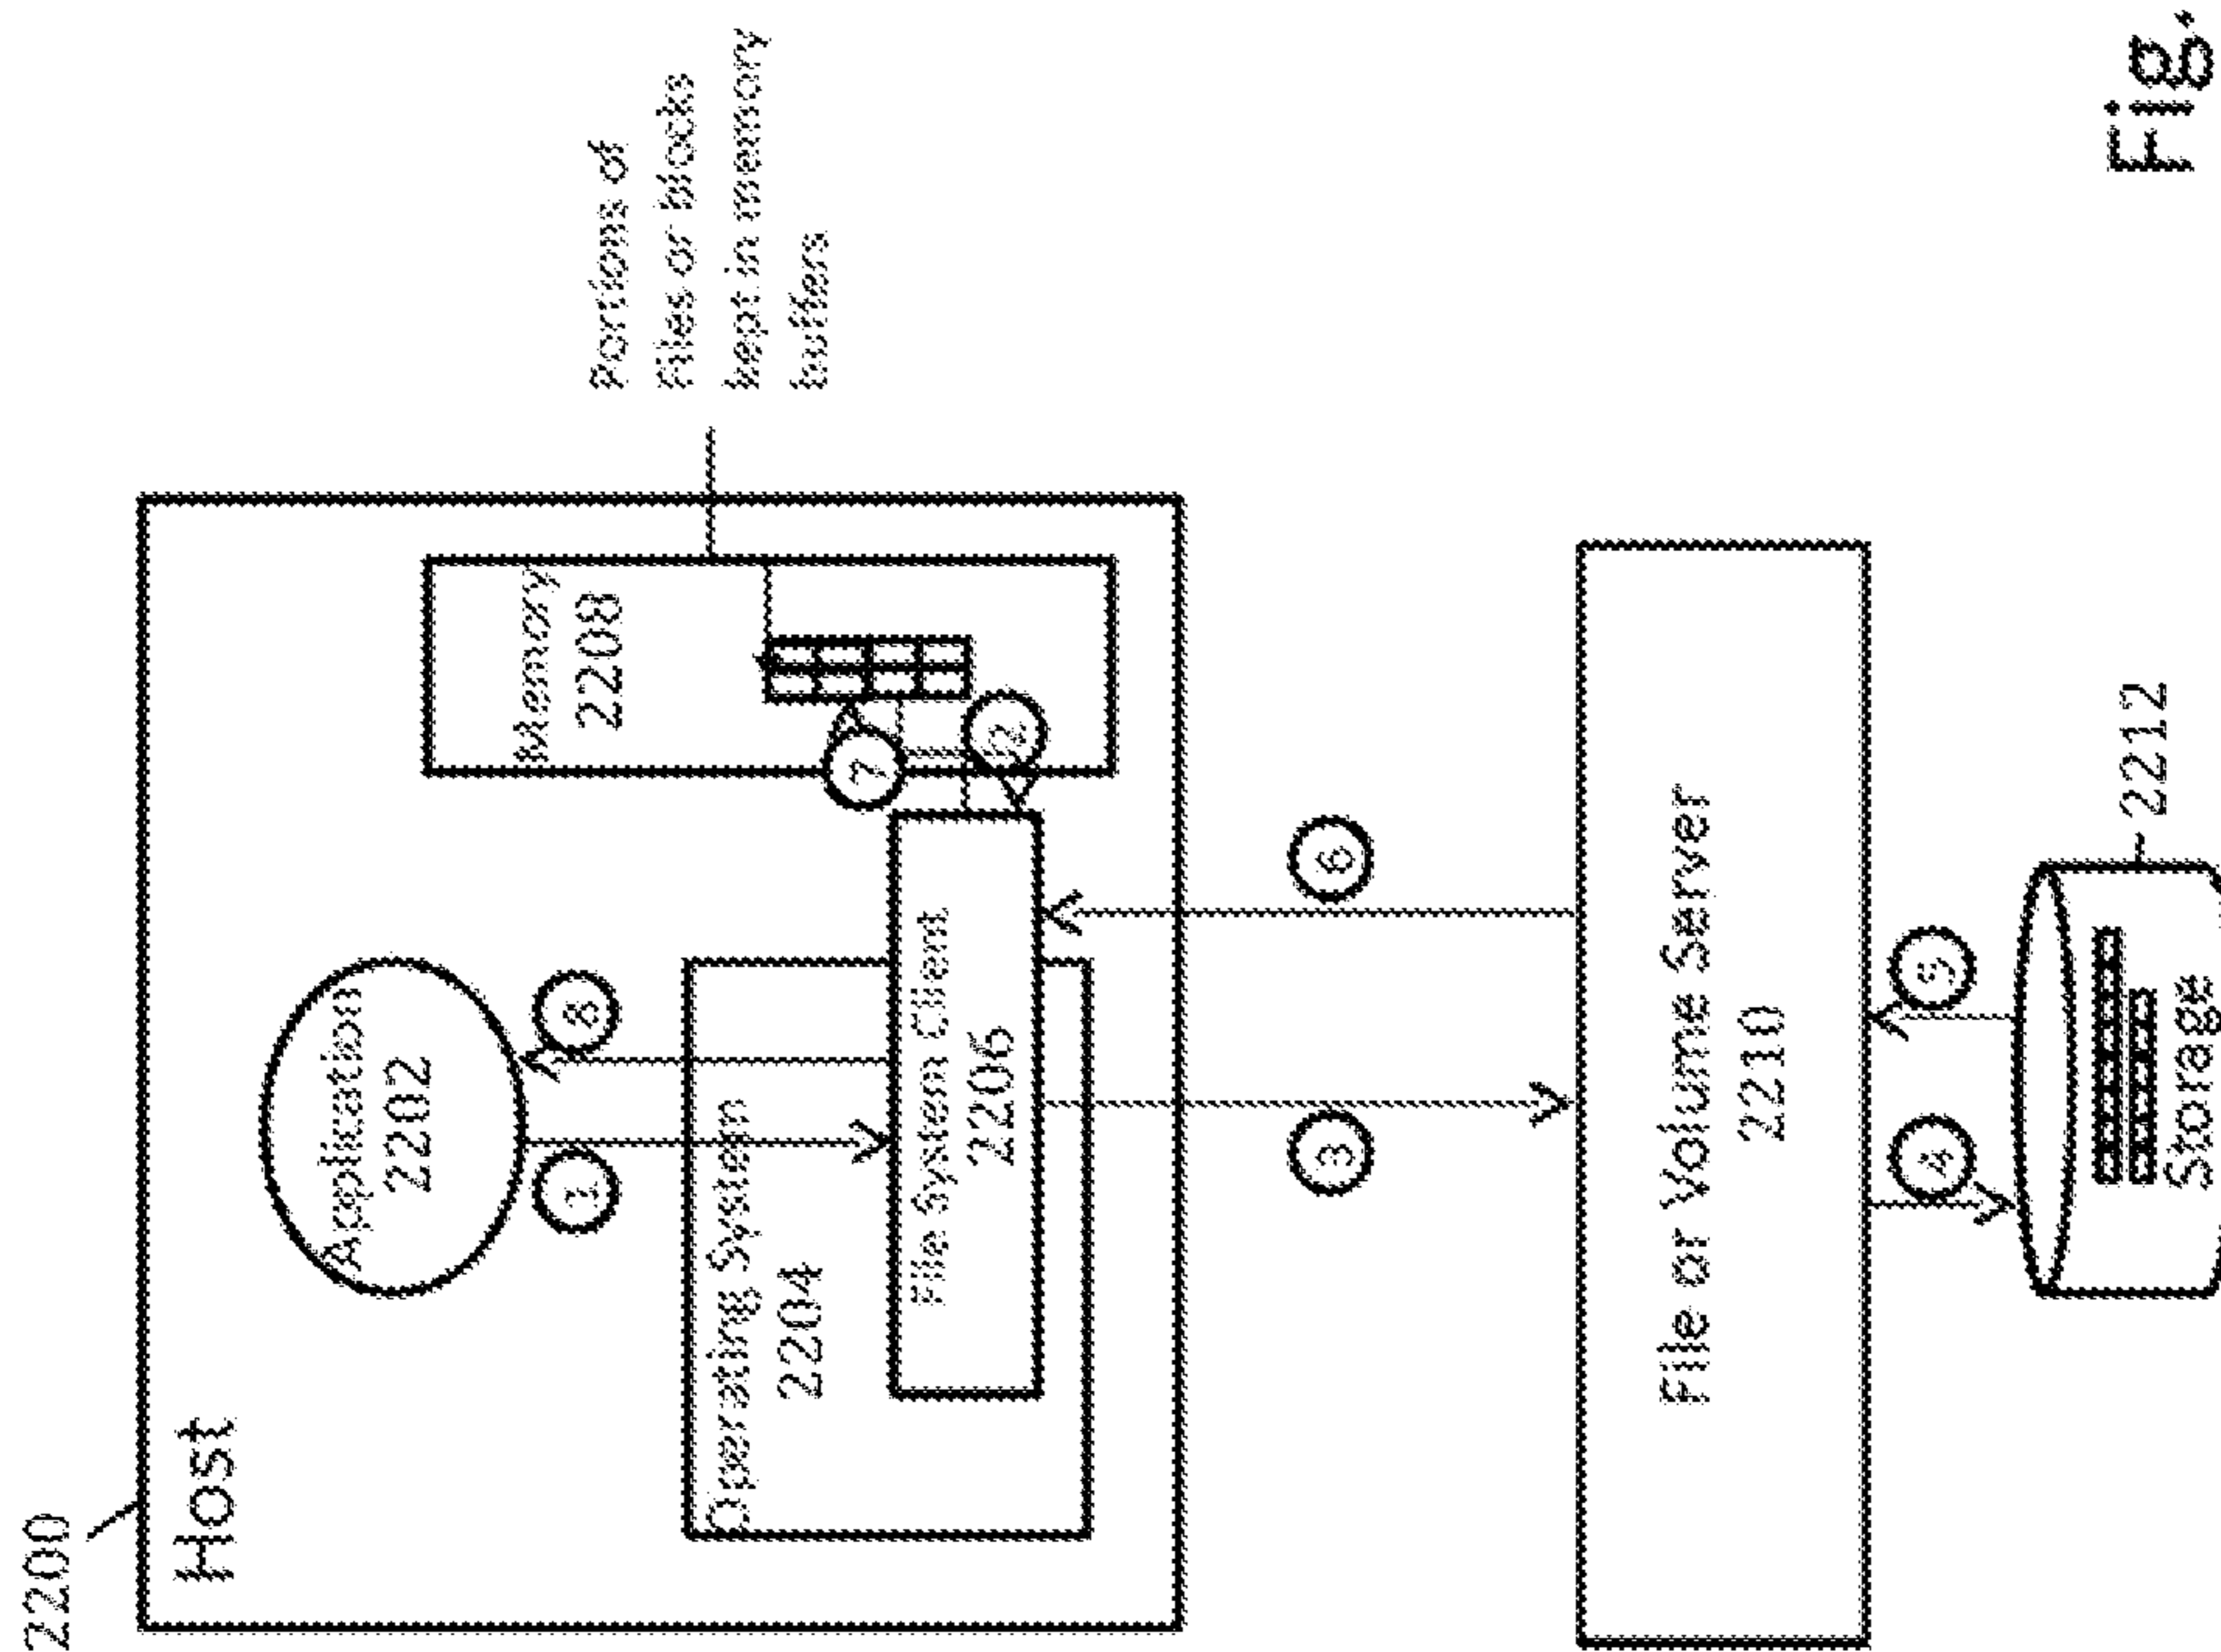 2200
Host
Application
2202
8
1
Operating System
2204
File System Client
2206
Memory
2208
7
2
Portions of
Files or blocks
kept in memory
buffers
3
6
File or Volume Server
2210
4
5
Storage
2212
Fig.